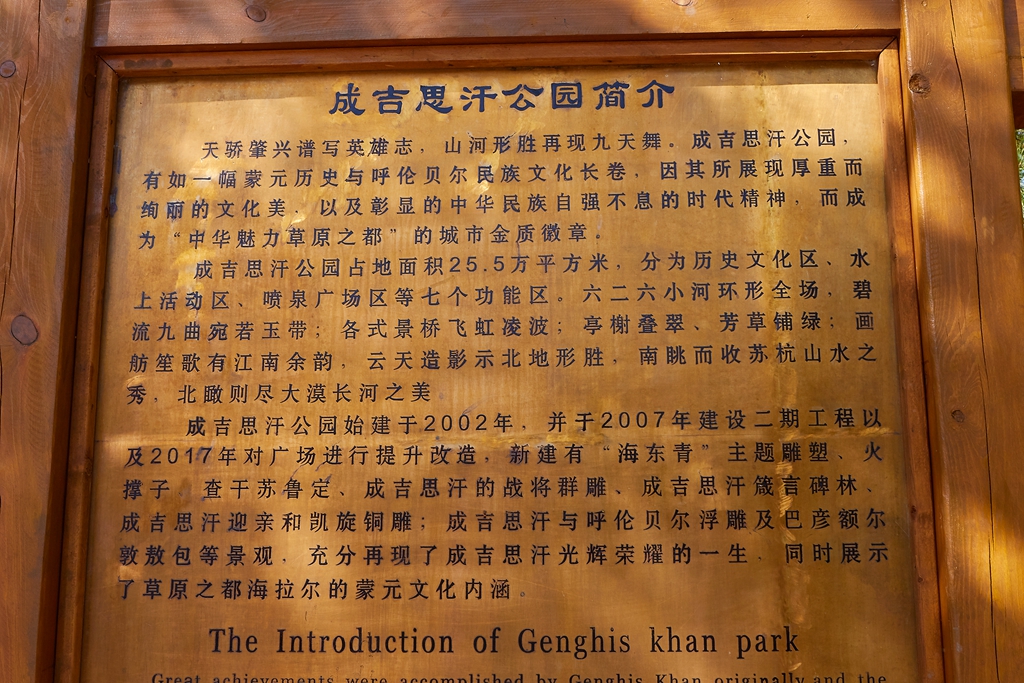 成吉思汗公园简介
天骄肇兴谱写英雄志，山河形胜再现九天舞。成吉思汗公园，
有如一幅蒙元历史与呼伦贝尔民族文化长卷，因其所展现厚重而
绚丽的文化美，以及彰显的中华民族自强不息的时代精神，而成
为“中华魅力草原之都”的城市金质徽章。
成吉思汗公园占地面积25.5万平方米，分为历史文化区、水
上活动区、喷泉广场区等七个功能区。六二六小河环形全场，碧
流九曲宛若玉带；各式景桥飞虹凌波；亭榭叠翠、芳草铺绿；画
舫笙歌有江南余韵，云天造影示北地形胜，南眺而收苏杭山水之
秀，北瞰则尽大漠长河之美
成吉思汗公园始建于2002年，并于2007年建设二期工程以
及2017年对广场进行提升改造，新建有“海东青”主题雕塑、火
撑子 查干苏鲁定、成吉思汗的战将群雕、成吉思汗箴言碑林、
成吉思汗迎亲和凯旋铜雕；成吉思汗与呼伦贝尔浮雕及巴彦额尔
敦敖包等景观，充分再现了成吉思汗光辉荣耀的一生，同时展示
了草原之都海拉尔的蒙元文化内涵。
The Introduction of Genghis khan park
Great achievements were accomplished by Genghis Khan originally and the